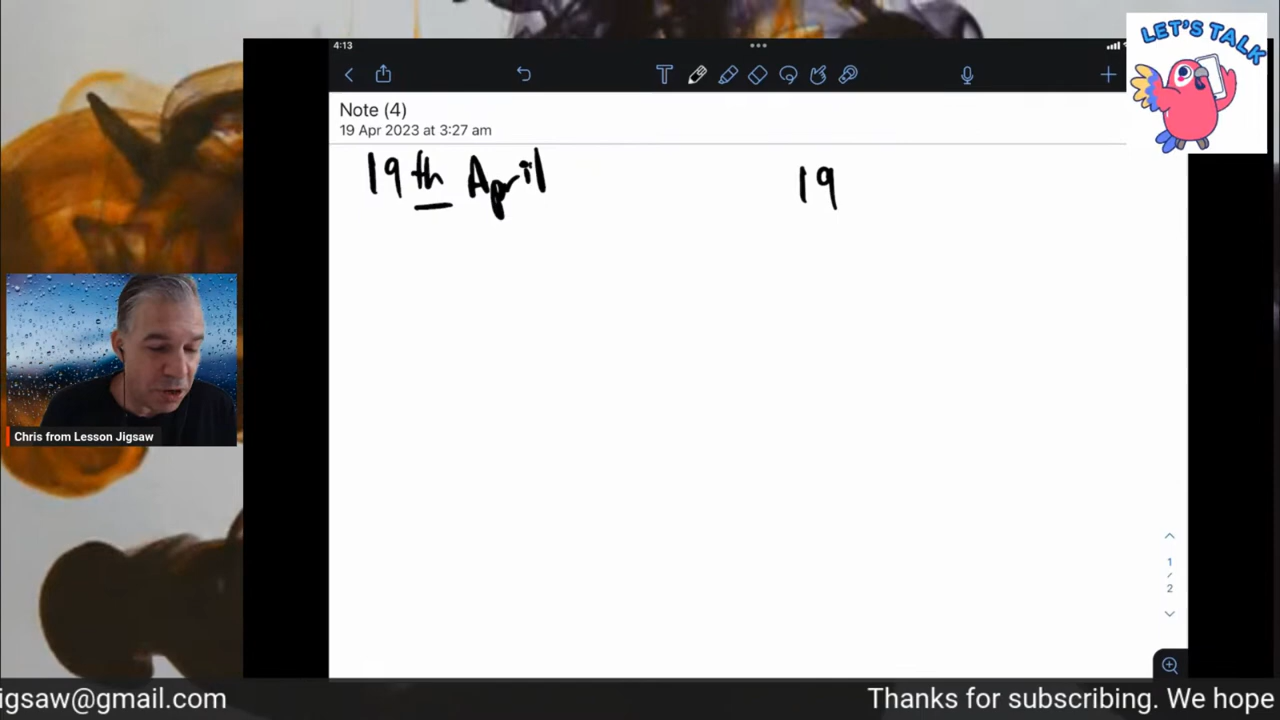 LET'S TALK
4:13
Note (4)
19 Apr 2023 at 3:27 am
19th April
19
Chris from Lesson Jigsaw
1
/
2
igsaw@gmail.com
Thanks for subscribing. We hope